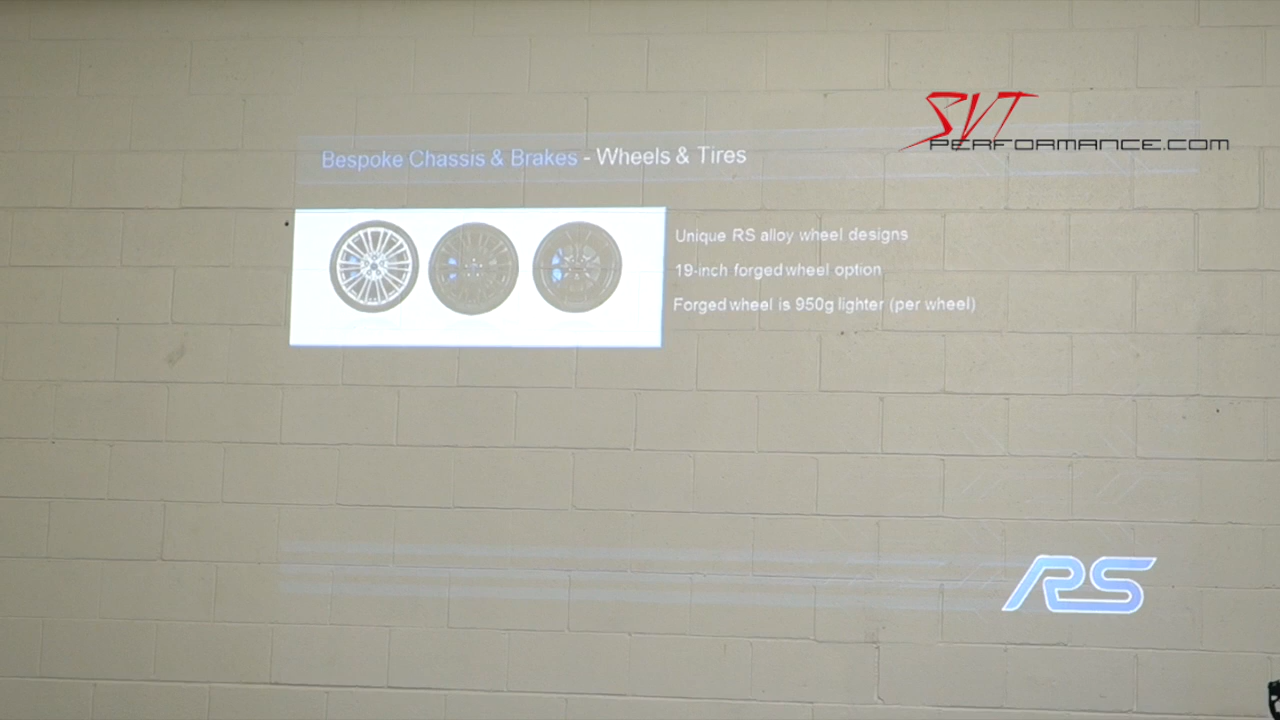 SVT
PERFORMANCE.COM
Bespoke Chassis & Brakes - Wheels & Tires
Unique RS alloy wheel designs
19-inch forged wheel option
Forged wheel is 950g lighter (per wheel)
RS